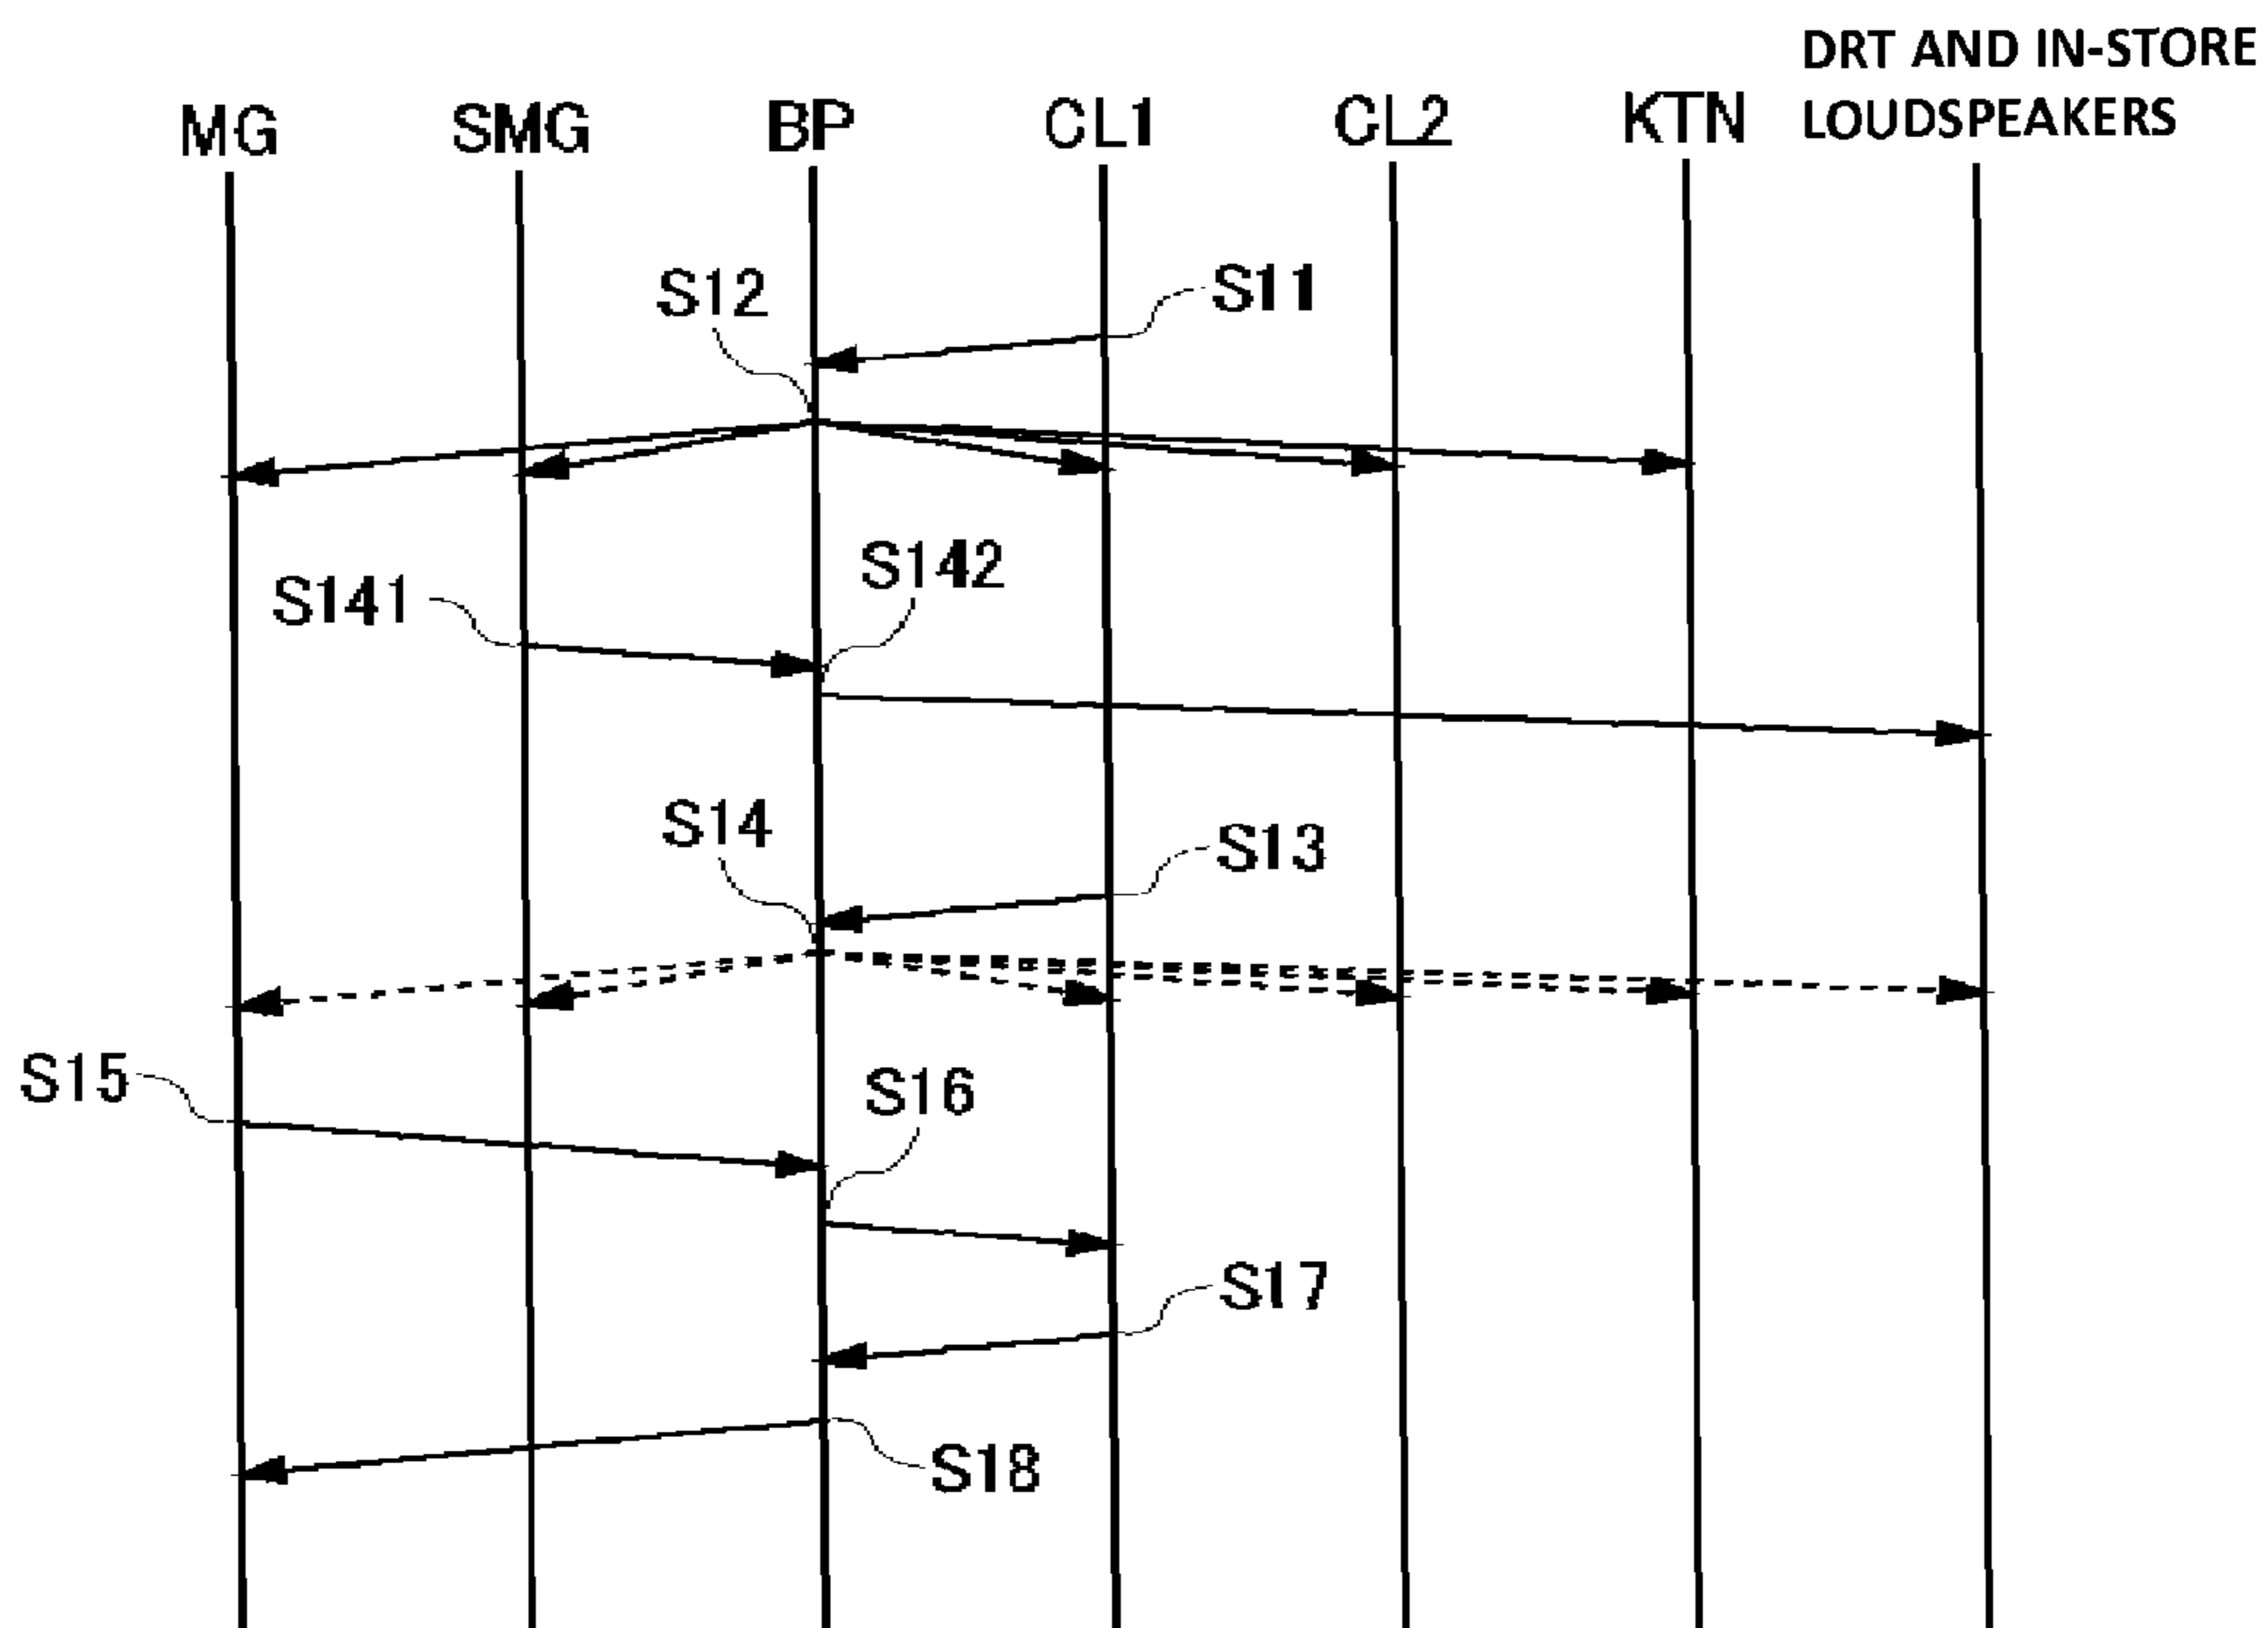 DRT AND IN-STORE
LOUDSPEAKERS
MG
SMG
BP
CL1
CL2
KTN
S12
S11
S142
S141
S14
S13
S15
S16
S17
S18